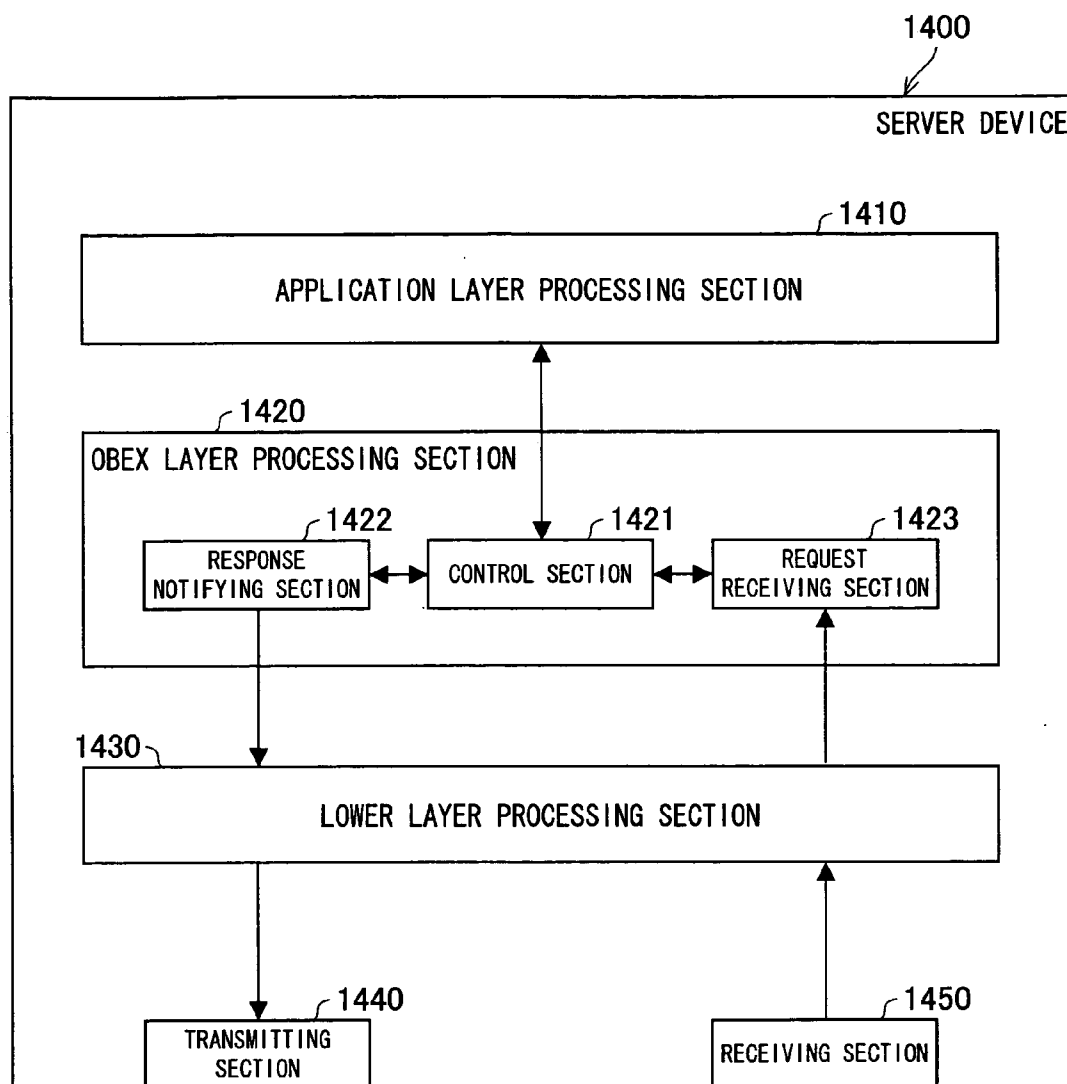 1400
SERVER DEVICE
1410
APPLICATION LAYER PROCESSING SECTION
1420
OBEX LAYER PROCESSING SECTION
1422
1421
1423
RESPONSE
NOTIFYING SECTION
CONTROL SECTION
REQUEST
RECEIVING SECTION
1430
LOWER LAYER PROCESSING SECTION
1440
1450
TRANSMITTING
SECTION
RECEIVING SECTION